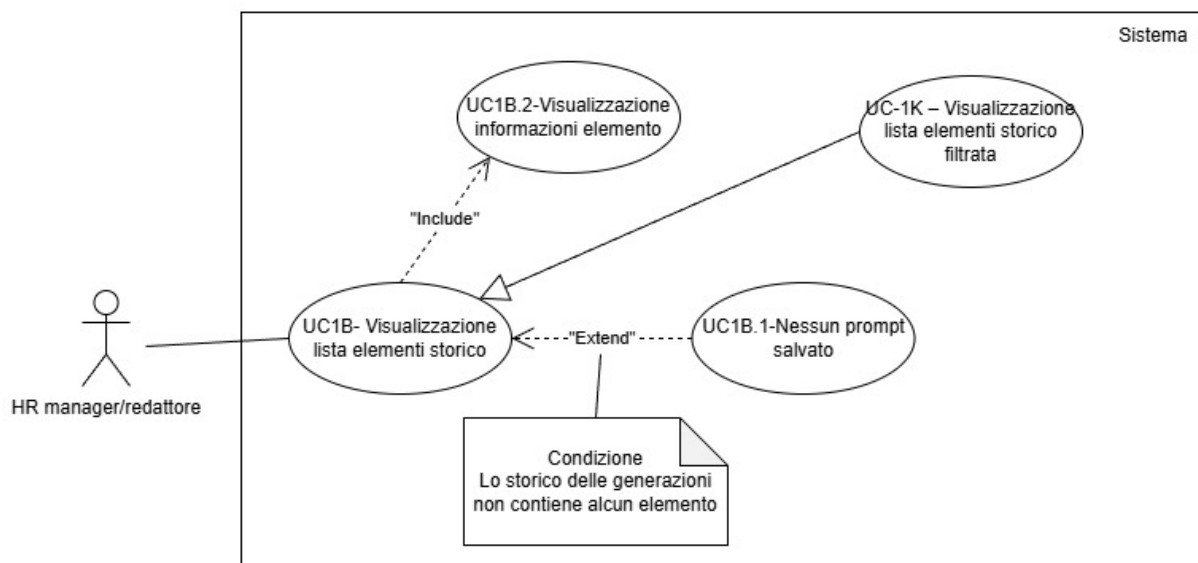 Sistema
UC1B.2-Visualizzazione
informazioni elemento
UC-1K – Visualizzazione
lista elementi storico
filtrata
"Include"
UC1B- Visualizzazione
lista elementi storico
"Extend"
UC1B.1-Nessun prompt
salvato
HR manager/redattore
Condizione
Lo storico delle generazioni
non contiene alcun elemento